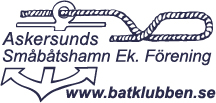 Askersunds
Småbåtshamn Ek. Förening
www.batklubben.se